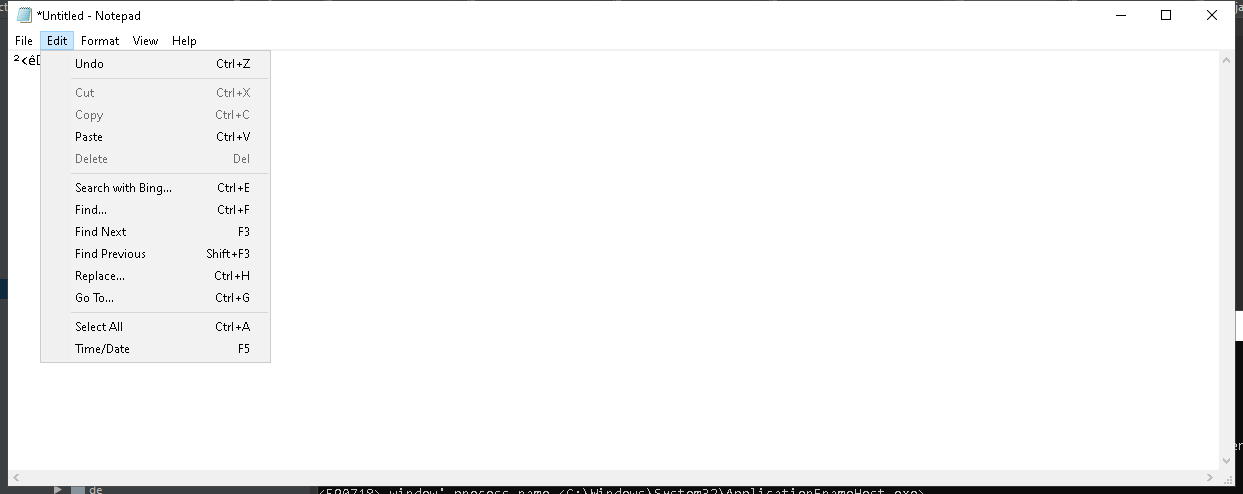 *Untitled - Notepad
File Edit Format View Help
²<é
Undo Ctrl+Z
Cut Ctrl+X
Copy Ctrl+C
Paste Ctrl+V
Delete Del
Search with Bing... Ctrl+E
Find... Ctrl+F
Find Next F3
Find Previous Shift+F3
Replace... Ctrl+H
Go To... Ctrl+G
Select All Ctrl+A
Time/Date F5
de
<590718> window' process name <C:\Windows\System32\ApplicationFrameHost.exe>